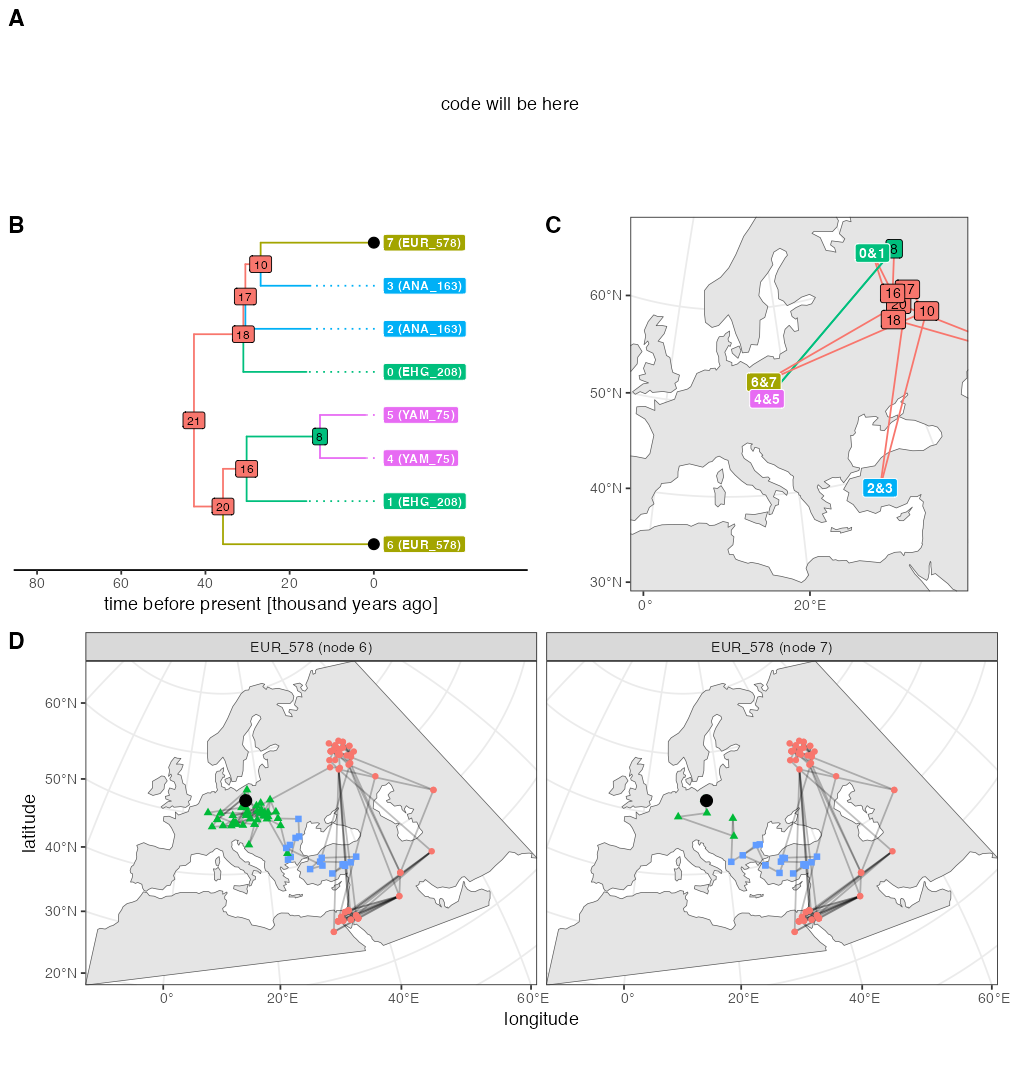 A
code will be here
B
7 (EUR_578)
10
3 (ANA_163)
17
2 (ANA_163)
18
0 (EHG_208)
5 (YAM_75)
21
8
4 (YAM_75)
16
1 (EHG_208)
20
6 (EUR_578)
80
60
40
20
0
time before present [thousand years ago]
C
0&1
8
60°N
16
17
20
10
18
6&7
50°N
4&5
2&3
40°N
30°N
0°
20°E
D
EUR_578 (node 6)
EUR_578 (node 7)
latitude
60°N
50°N
40°N
30°N
20°N
0°
20°E
40°E
60°E
0°
20°E
40°E
60°E
longitude